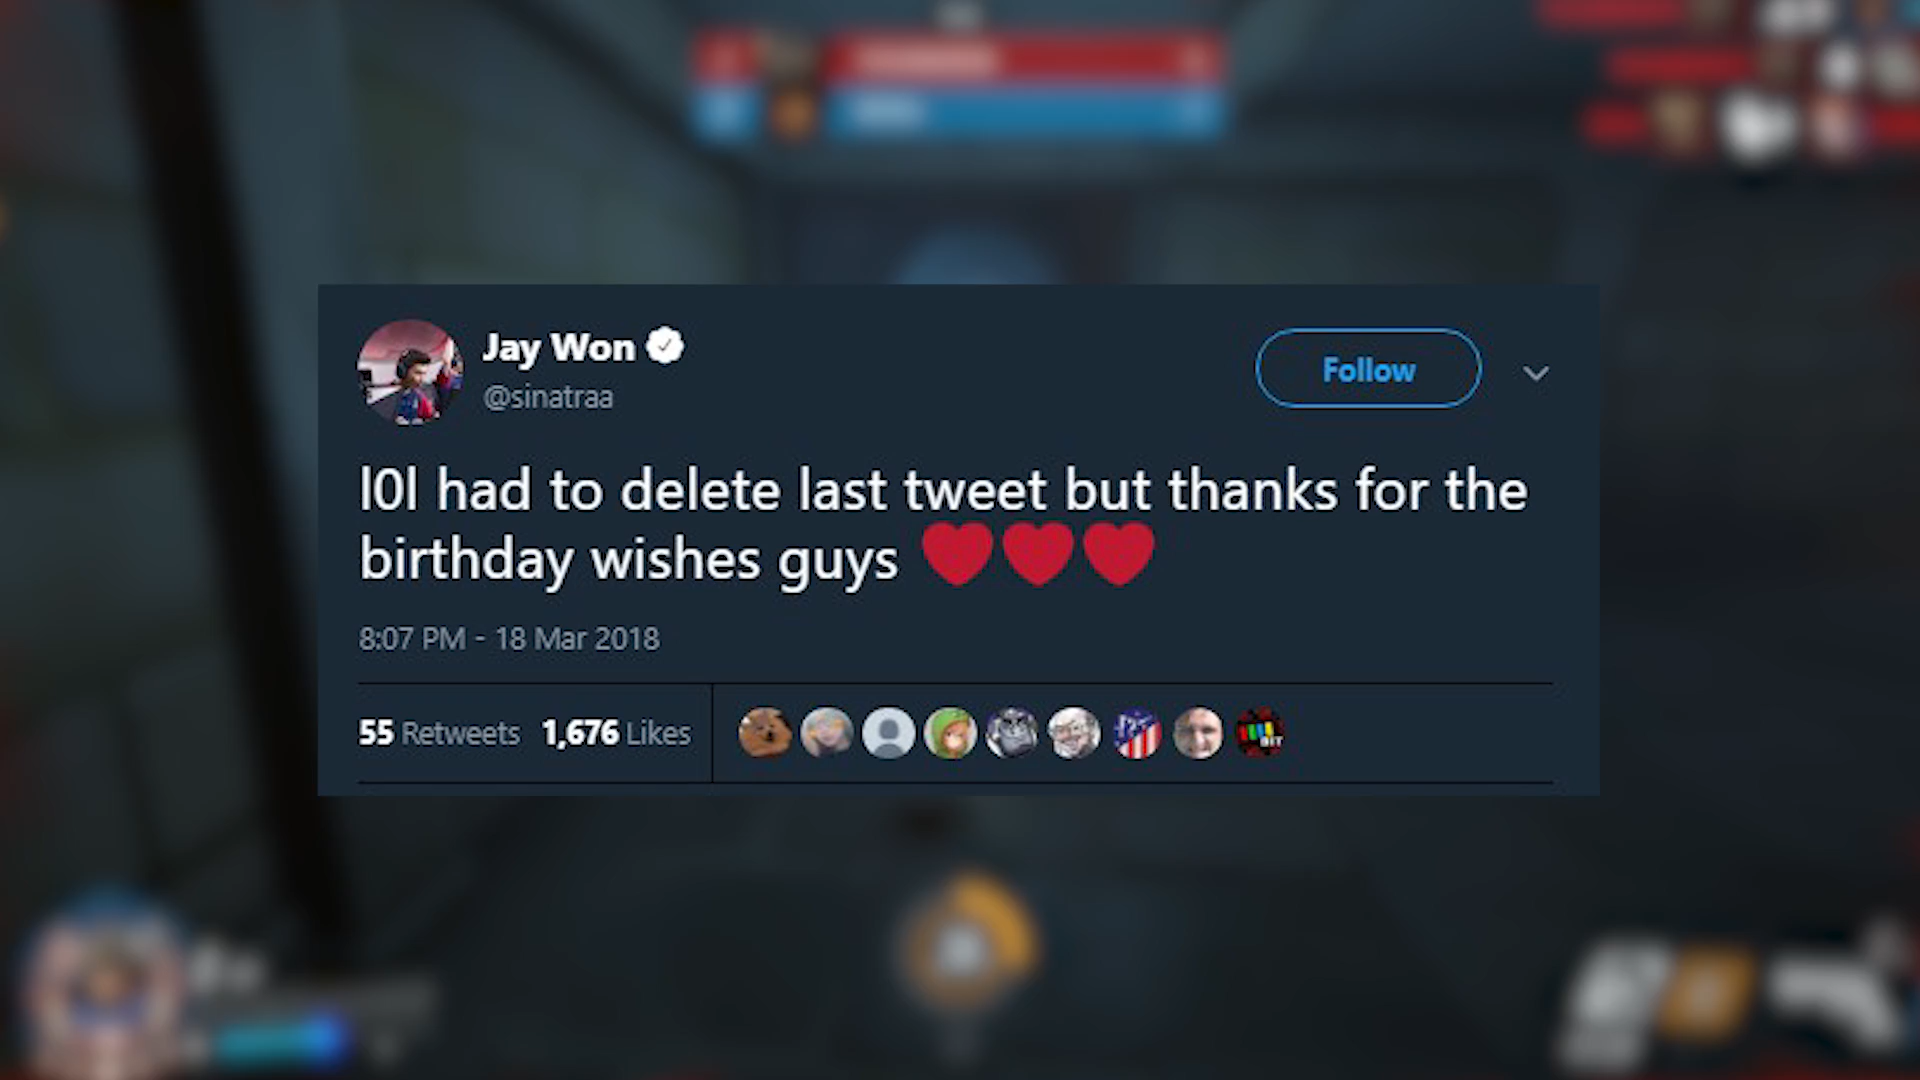 Jay Won
@sinatraa
Follow
l0l had to delete last tweet but thanks for the
birthday wishes guys ❤❤❤
8:07 PM - 18 Mar 2018
55 Retweets 1,676 Likes